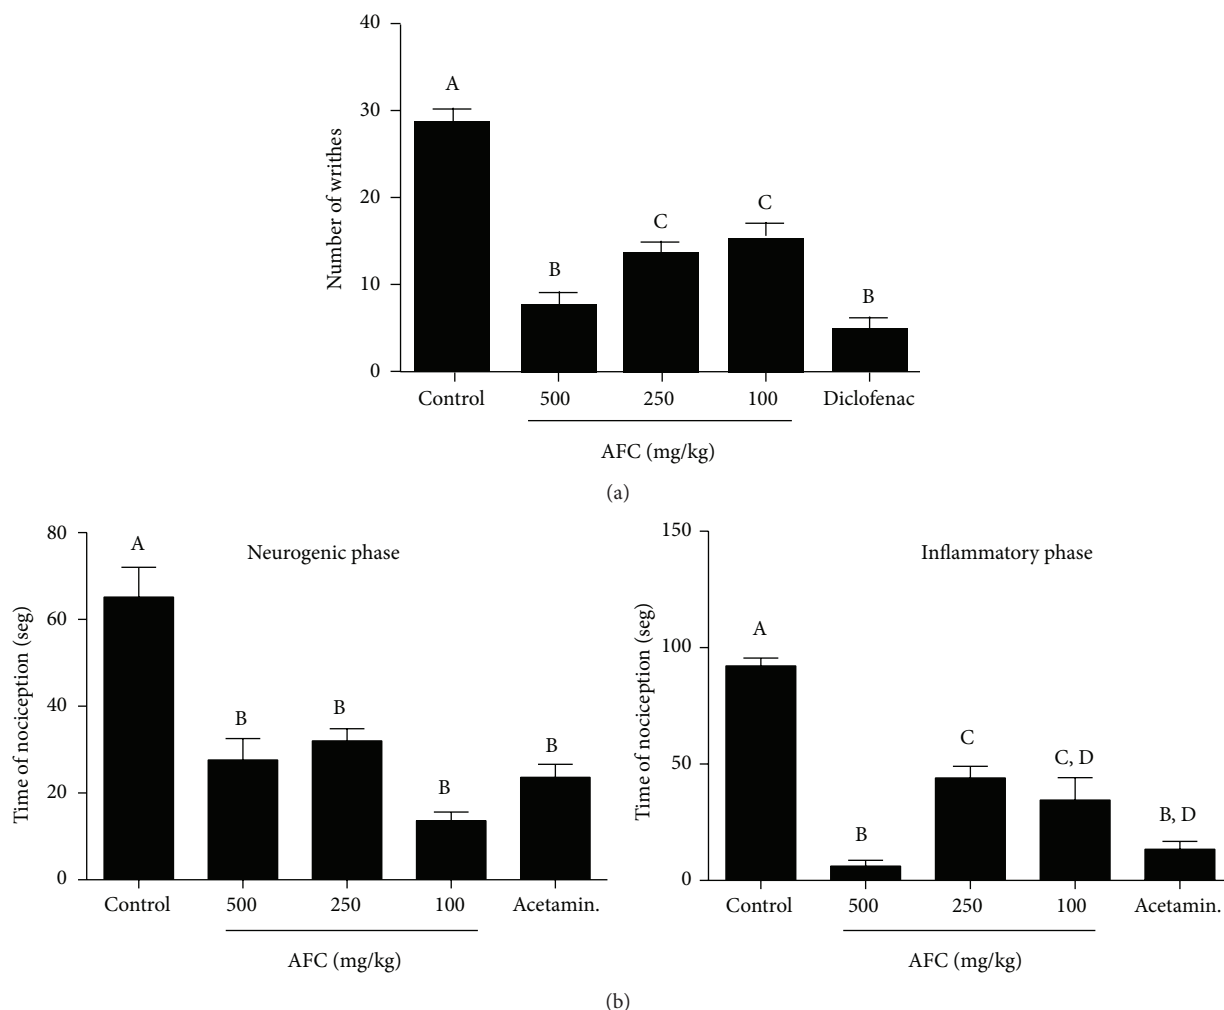 40
30
20
10
0
Number of writhes
A
B
C
C
B
Control
500
250
100
Diclofenac
AFC (mg/kg)
(a)
80
60
40
20
0
Time of nociception (seg)
Neurogenic phase
A
B
B
B
B
Control
500
250
100
Acetamin.
AFC (mg/kg)
150
100
50
0
Time of nociception (seg)
Inflammatory phase
A
B
C
C, D
B, D
Control
500
250
100
Acetamin.
AFC (mg/kg)
(b)